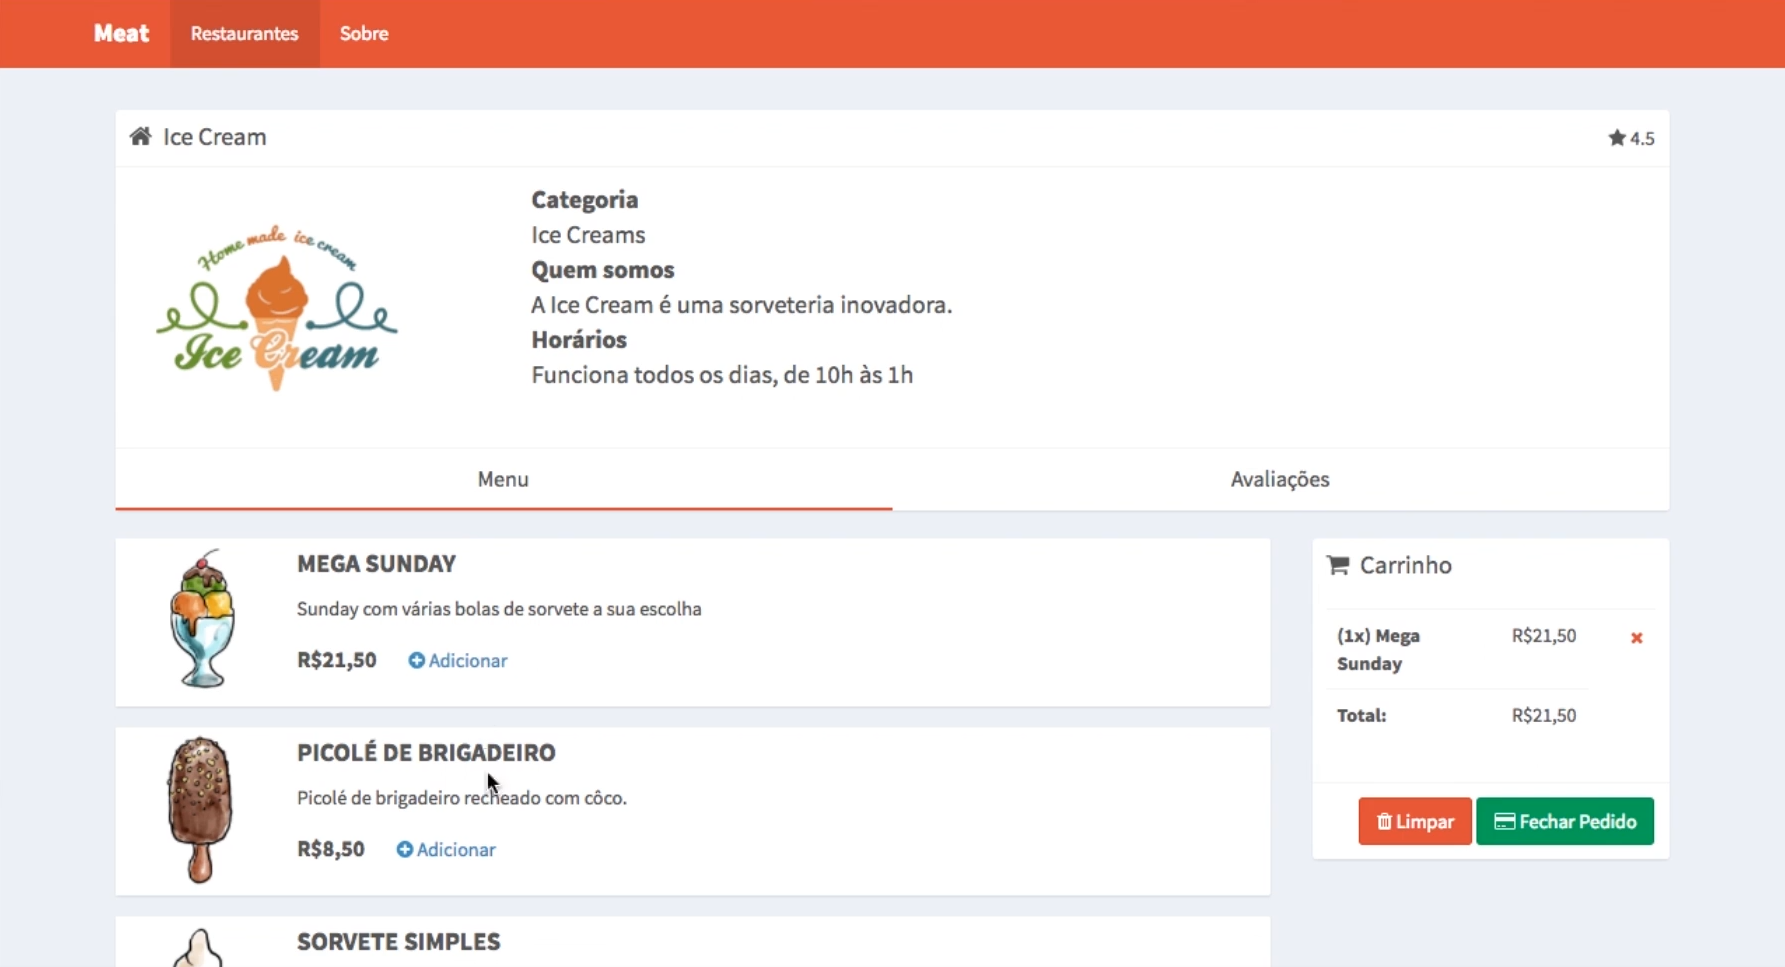 Meat Restaurantes Sobre
Ice Cream 4.5
Home made ice cream
Ice Cream
Categoria
Ice Creams
Quem somos
A Ice Cream é uma sorveteria inovadora.
Horários
Funciona todos os dias, de 10h às 1h
Menu Avaliações
MEGA SUNDAY
Sunday com várias bolas de sorvete a sua escolha
R$21,50 Adicionar
PICOLÉ DE BRIGADEIRO
Picolé de brigadeiro recheado com côco.
R$8,50 Adicionar
SORVETE SIMPLES
Carrinho
(1x) Mega R$21,50
Sunday
Total: R$21,50
Limpar Fechar Pedido